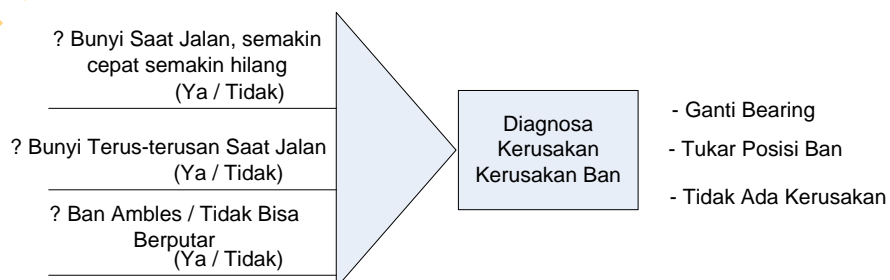 ? Bunyi Saat Jalan, semakin
cepat semakin hilang
(Ya / Tidak)
? Bunyi Terus-terusan Saat Jalan
(Ya / Tidak)
? Ban Ambles / Tidak Bisa
Berputar
(Ya / Tidak)
Diagnosa
Kerusakan
Kerusakan Ban
- Ganti Bearing
- Tukar Posisi Ban
- Tidak Ada Kerusakan